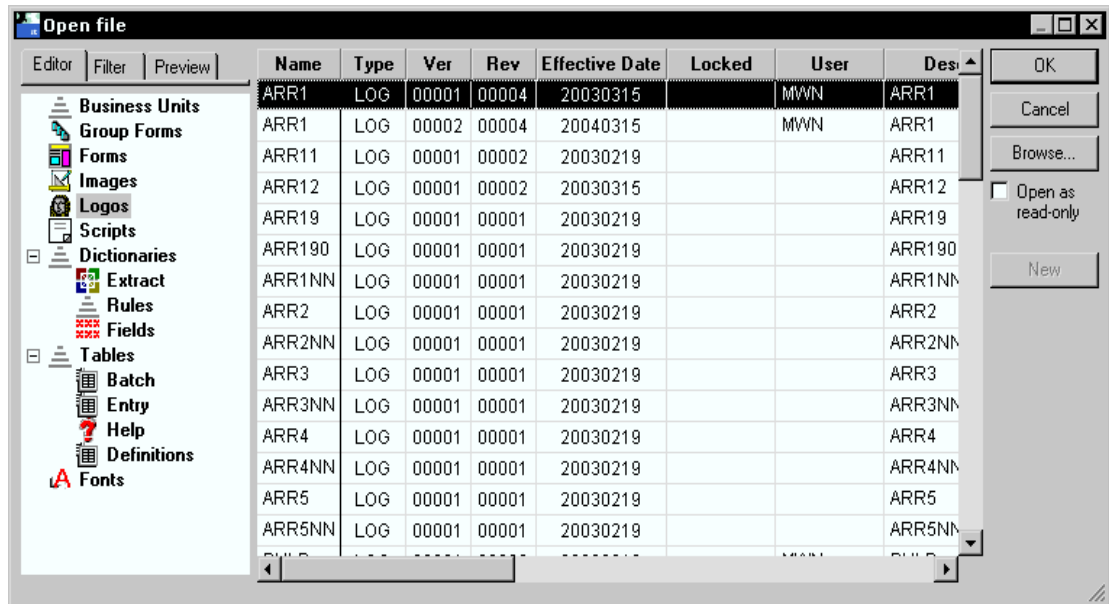 Open file
Editor Filter Preview
Business Units
Group Forms
Forms
Images
Logos
Scripts
Dictionaries
Extract
Rules
Fields
Tables
Batch
Entry
Help
Definitions
Fonts
Name Type Ver Rev Effective Date Locked User Des
ARR1 LOG 00001 00004 20030315 MWN ARR1
ARR1 LOG 00002 00004 20040315 MWN ARR1
ARR11 LOG 00001 00002 20030219 ARR11
ARR12 LOG 00001 00002 20030315 ARR12
ARR19 LOG 00001 00001 20030219 ARR19
ARR190 LOG 00001 00001 20030219 ARR190
ARR1NN LOG 00001 00001 20030219 ARR1NN
ARR2 LOG 00001 00001 20030219 ARR2
ARR2NN LOG 00001 00001 20030219 ARR2NN
ARR3 LOG 00001 00001 20030219 ARR3
ARR3NN LOG 00001 00001 20030219 ARR3NN
ARR4 LOG 00001 00001 20030219 ARR4
ARR4NN LOG 00001 00001 20030219 ARR4NN
ARR5 LOG 00001 00001 20030219 ARR5
ARR5NN LOG 00001 00001 20030219 ARR5NN
OK
Cancel
Browse...
Open as
read-only
New